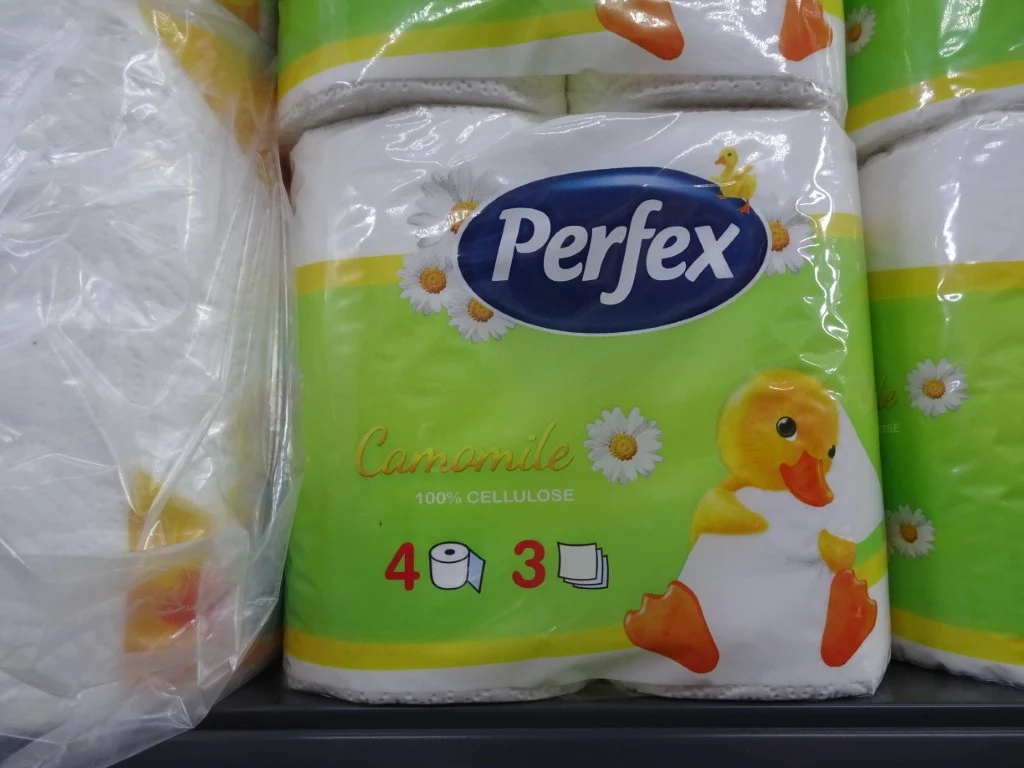 Perfex
Camomile
100% CELLULOSE
4 3